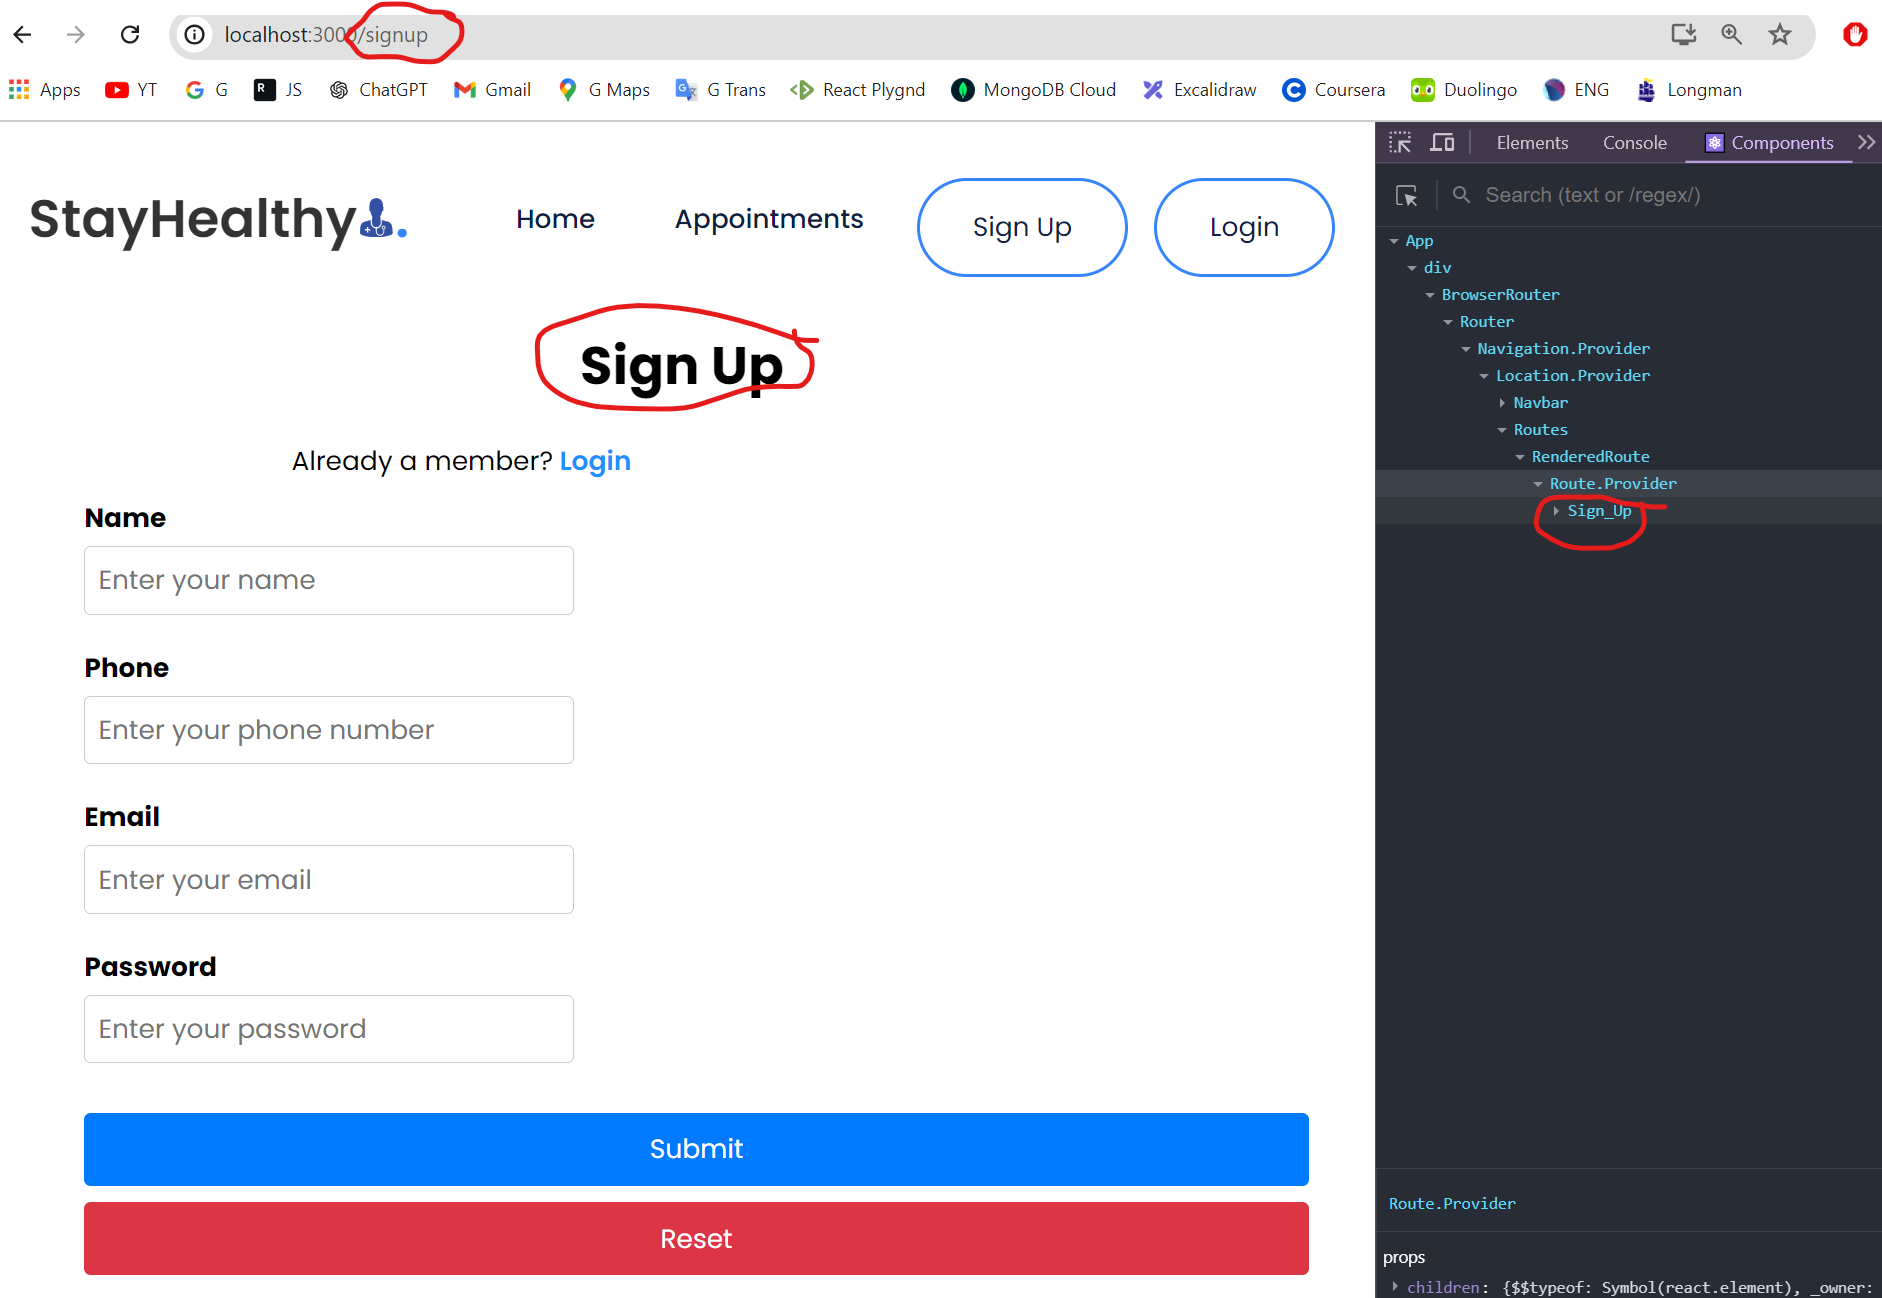 localhost:3000/signup
Apps YT G JS ChatGPT Gmail G Maps G Trans React Plygnd MongoDB Cloud Excalidraw Coursera Duolingo ENG Longman
Elements Console Components
Search (text or /regex/)
StayHealthy. Home Appointments Sign Up Login
Sign Up
Already a member? Login
Name
Enter your name
Phone
Enter your phone number
Email
Enter your email
Password
Enter your password
Submit
Reset
App
div
BrowserRouter
Router
Navigation.Provider
Location.Provider
Navbar
Routes
RenderedRoute
Route.Provider
Sign_Up
Route.Provider
props
children: {$$typeof: Symbol(react.element), _owner: